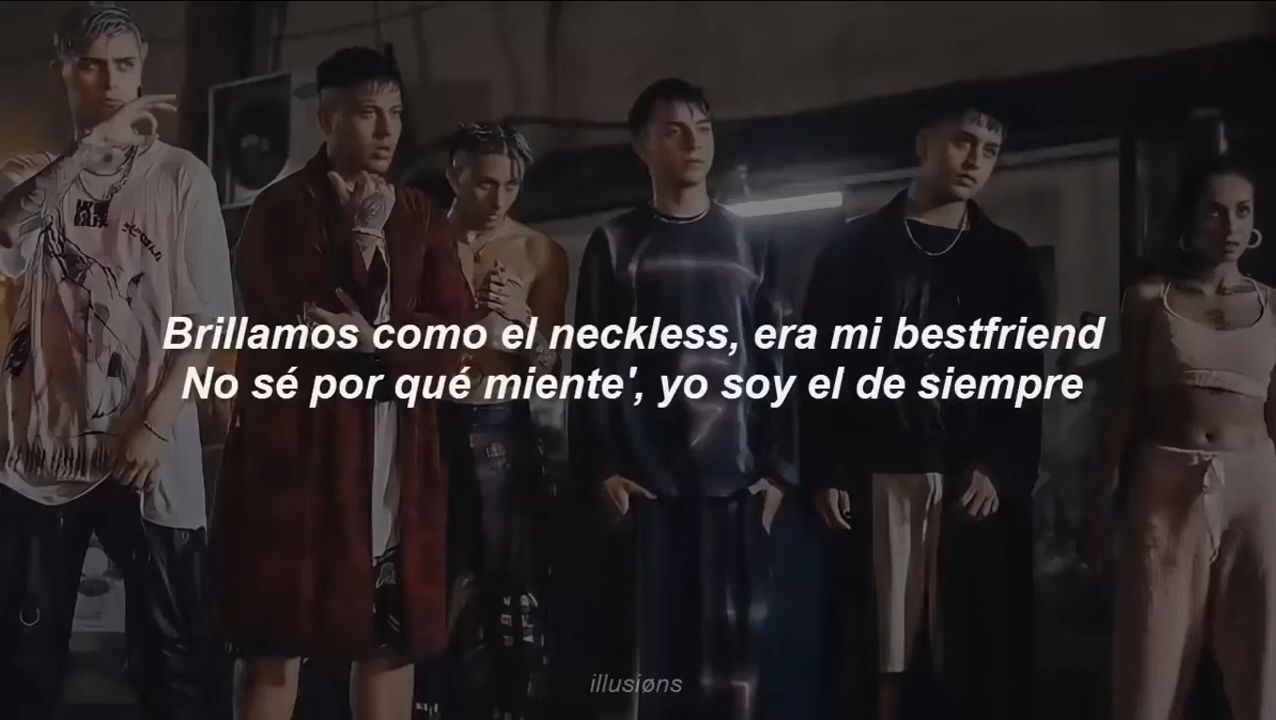 Brillamos como el neckless, era mi bestfriend
No sé por qué miente', yo soy el de siempre
illusiøns